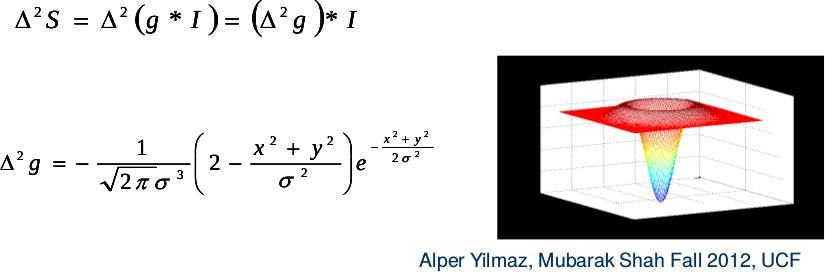 Δ²S = Δ²(g * I) = (Δ²g) * I
Δ²g = − 1/(√2π σ³) (2 − (x² + y²)/σ²) e^(−(x² + y²)/(2σ²))
Alper Yilmaz, Mubarak Shah Fall 2012, UCF